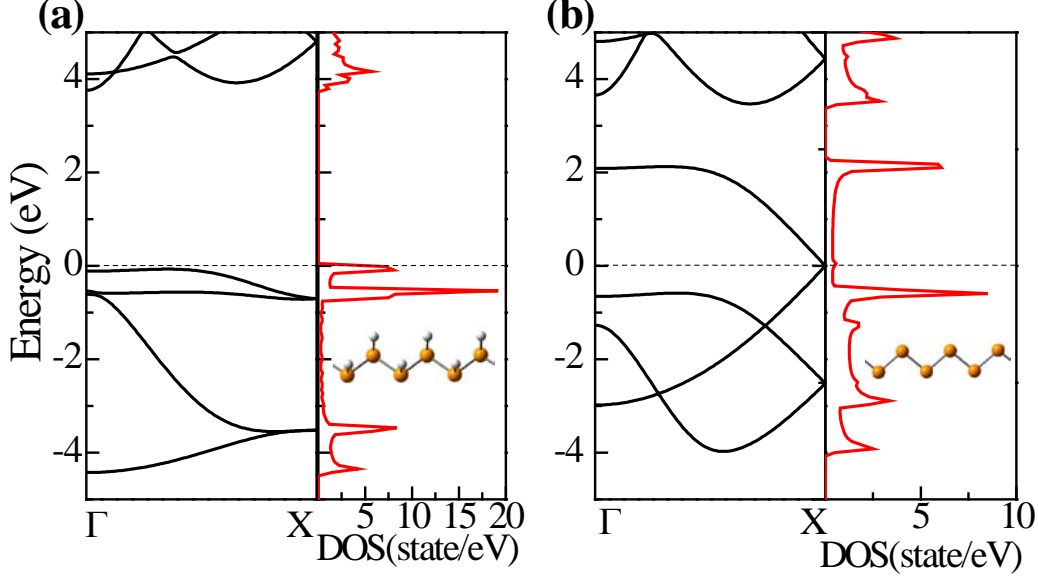 (a)
(b)
Energy (eV)
4
2
0
-2
-4
Γ
X
5
10
15
20
DOS(state/eV)
4
2
0
-2
-4
Γ
X
5
10
DOS(state/eV)